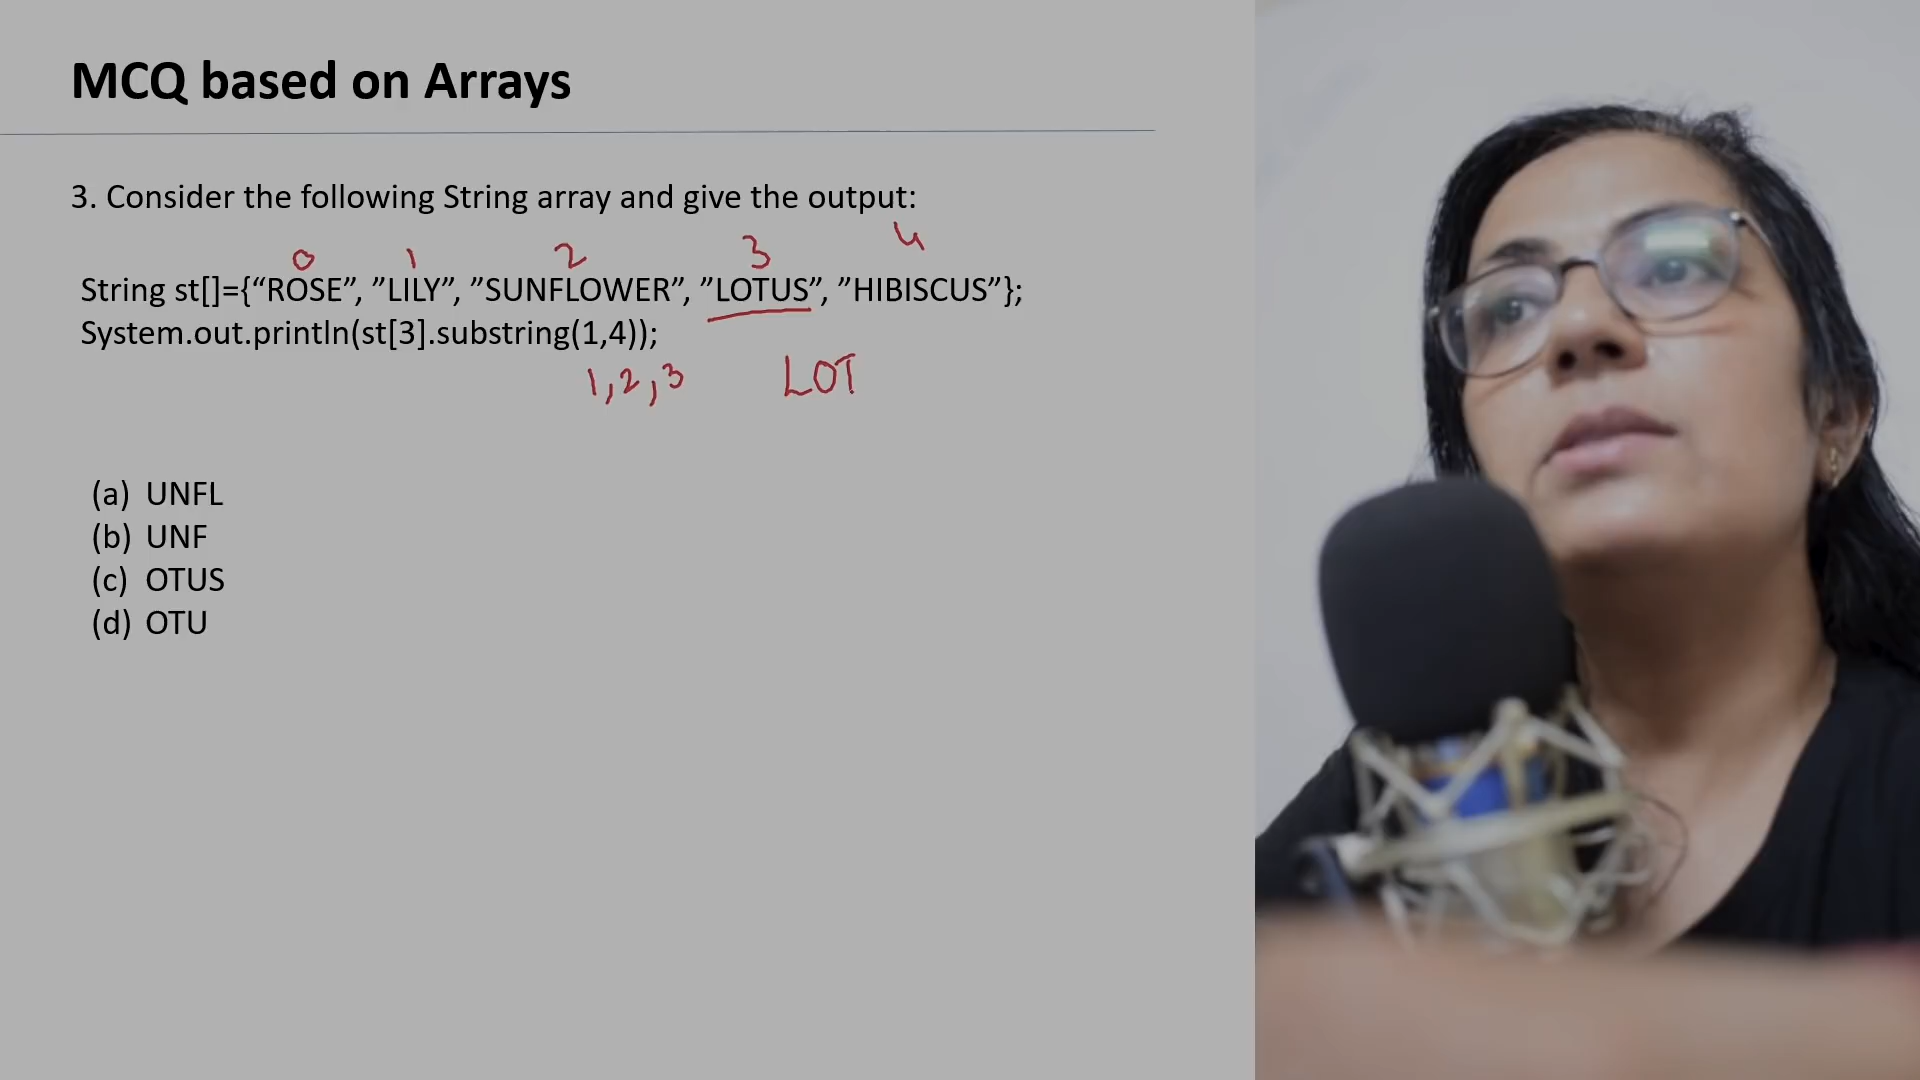 MCQ based on Arrays
3. Consider the following String array and give the output:
0 1 2 3 4
String st[]={“ROSE”, ”LILY”, ”SUNFLOWER”, ”LOTUS”, ”HIBISCUS”};
System.out.println(st[3].substring(1,4));
1,2,3 LOT
(a) UNFL
(b) UNF
(c) OTUS
(d) OTU